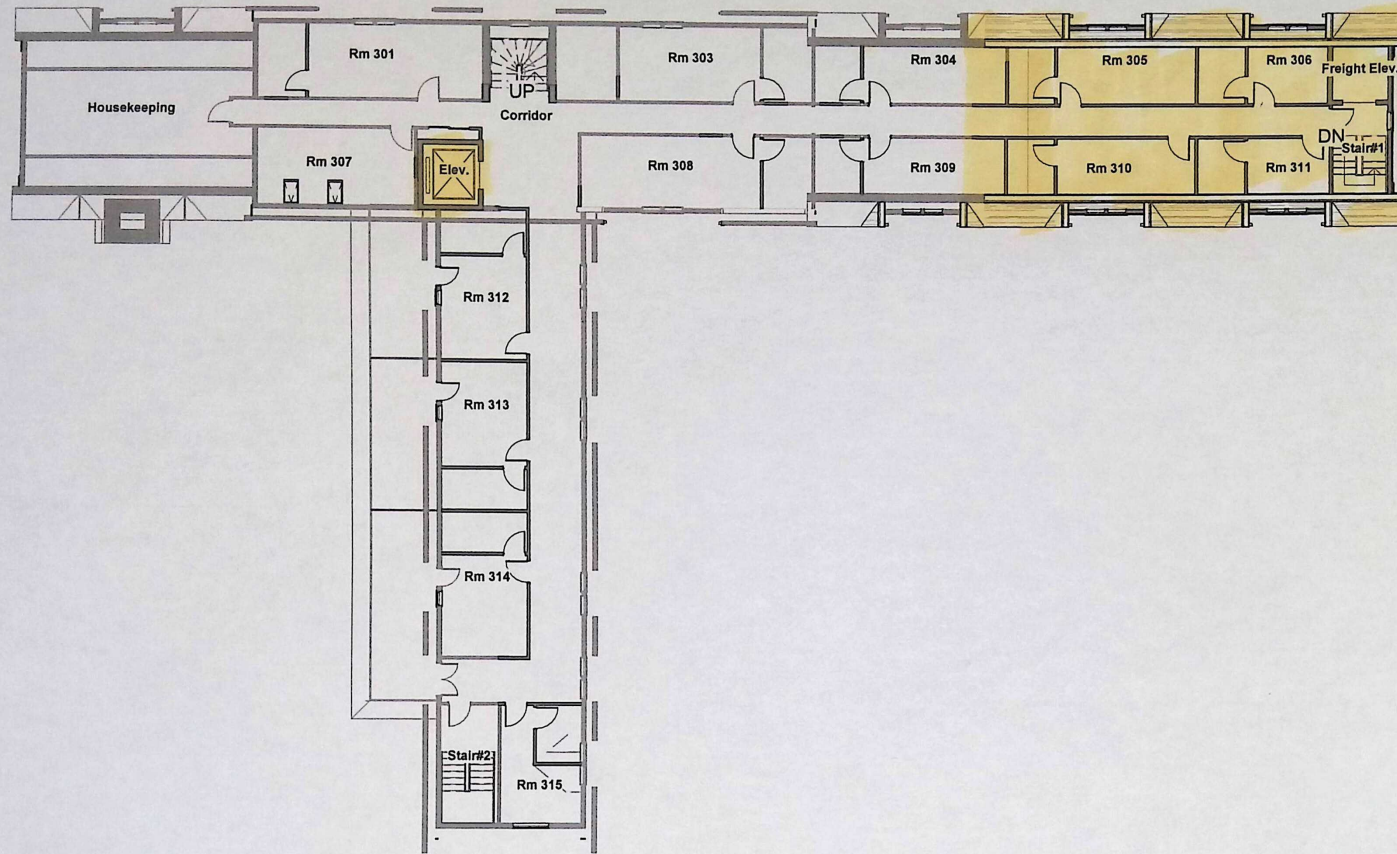 Rm 301
Rm 303
Rm 304
Rm 305
Rm 306
Freight Elev.
UP
Housekeeping
Corridor
DN
Stair#1
Rm 307
Elev.
Rm 308
Rm 309
Rm 310
Rm 311
Rm 312
Rm 313
Rm 314
Stair#2
Rm 315